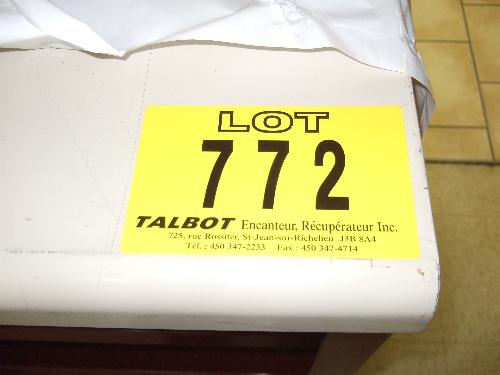 LOT
772
TALBOT Encanteur, Récupérateur Inc.
725, rue Rossiter, St-Jean-sur-Richelieu J3B 8A4
Tél.: 450 347-2233 Fax: 450 347-4714